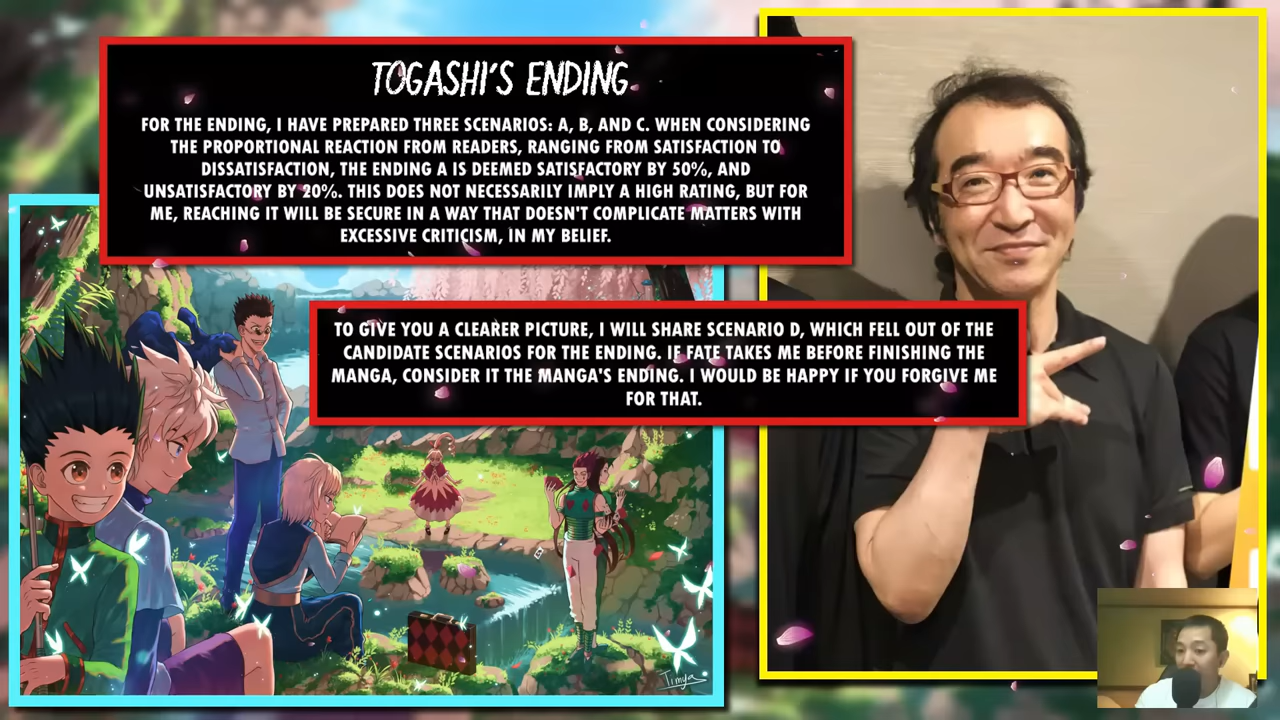 TOGASHI'S ENDING
FOR THE ENDING, I HAVE PREPARED THREE SCENARIOS: A, B, AND C. WHEN CONSIDERING
THE PROPORTIONAL REACTION FROM READERS, RANGING FROM SATISFACTION TO
DISSATISFACTION, THE ENDING A IS DEEMED SATISFACTORY BY 50%, AND
UNSATISFACTORY BY 20%. THIS DOES NOT NECESSARILY IMPLY A HIGH RATING, BUT FOR
ME, REACHING IT WILL BE SECURE IN A WAY THAT DOESN'T COMPLICATE MATTERS WITH
EXCESSIVE CRITICISM, IN MY BELIEF.
TO GIVE YOU A CLEARER PICTURE, I WILL SHARE SCENARIO D, WHICH FELL OUT OF THE
CANDIDATE SCENARIOS FOR THE ENDING. IF FATE TAKES ME BEFORE FINISHING THE
MANGA, CONSIDER IT THE MANGA'S ENDING. I WOULD BE HAPPY IF YOU FORGIVE ME
FOR THAT.
Timya